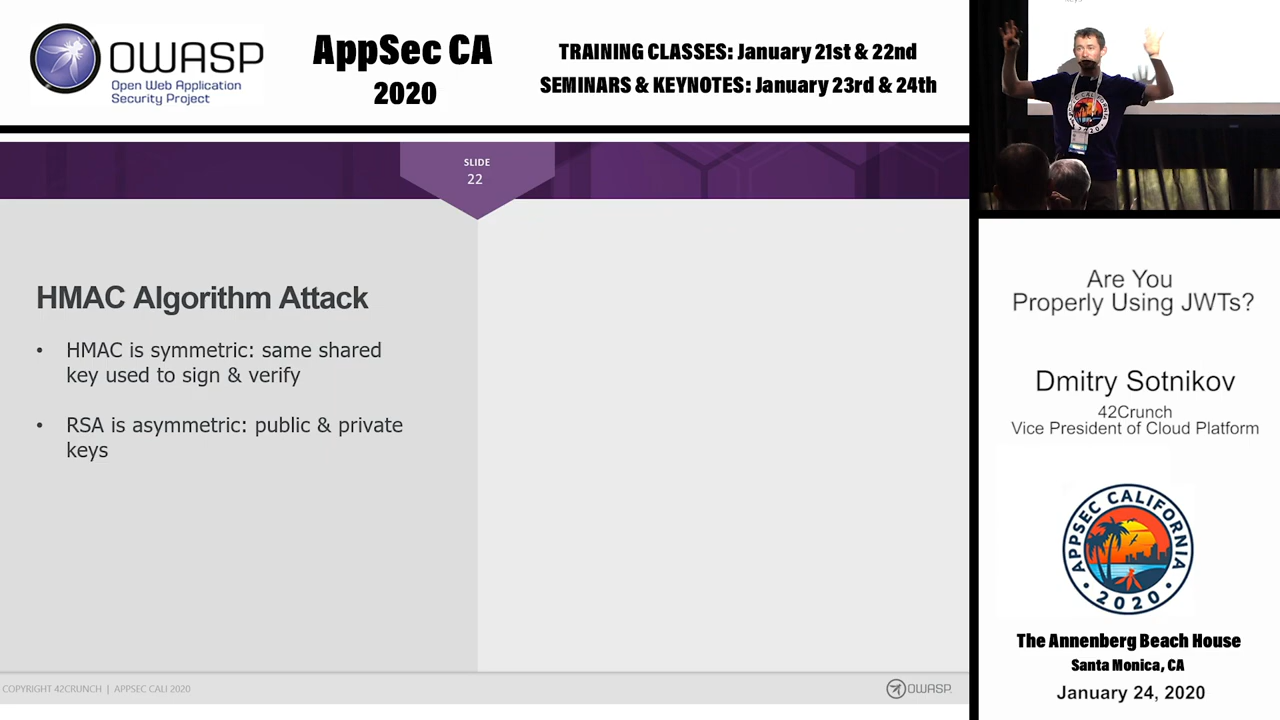 OWASP
Open Web Application
Security Project
AppSec CA
2020
TRAINING CLASSES: January 21st & 22nd
SEMINARS & KEYNOTES: January 23rd & 24th
SLIDE
22
HMAC Algorithm Attack
• HMAC is symmetric: same shared
key used to sign & verify
• RSA is asymmetric: public & private
keys
COPYRIGHT 42CRUNCH | APPSEC CALI 2020
OWASP
Are You
Properly Using JWTs?
Dmitry Sotnikov
42Crunch
Vice President of Cloud Platform
APPSEC CALIFORNIA
• 2020 •
The Annenberg Beach House
Santa Monica, CA
January 24, 2020